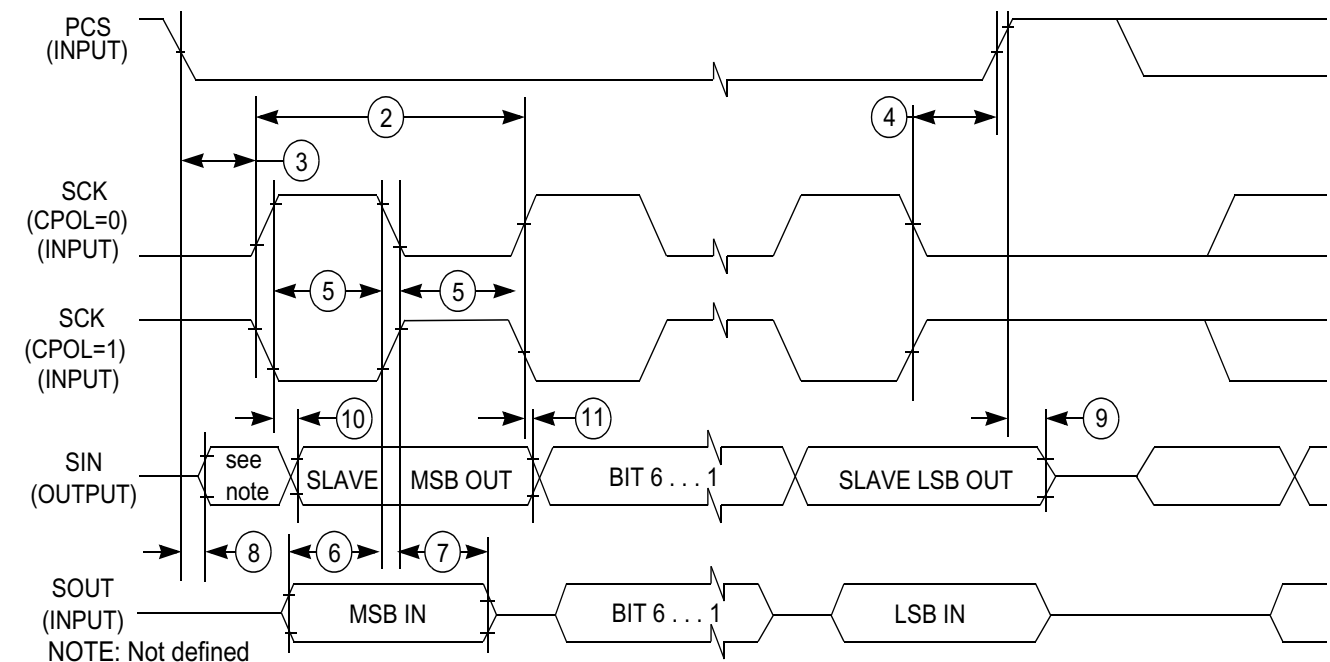 PCS
(INPUT)
2
4
3
SCK
(CPOL=0)
(INPUT)
5
5
SCK
(CPOL=1)
(INPUT)
10
11
9
SIN
(OUTPUT)
see
note
SLAVE
MSB OUT
BIT 6 . . . 1
SLAVE LSB OUT
8
6
7
SOUT
(INPUT)
MSB IN
BIT 6 . . . 1
LSB IN
NOTE: Not defined